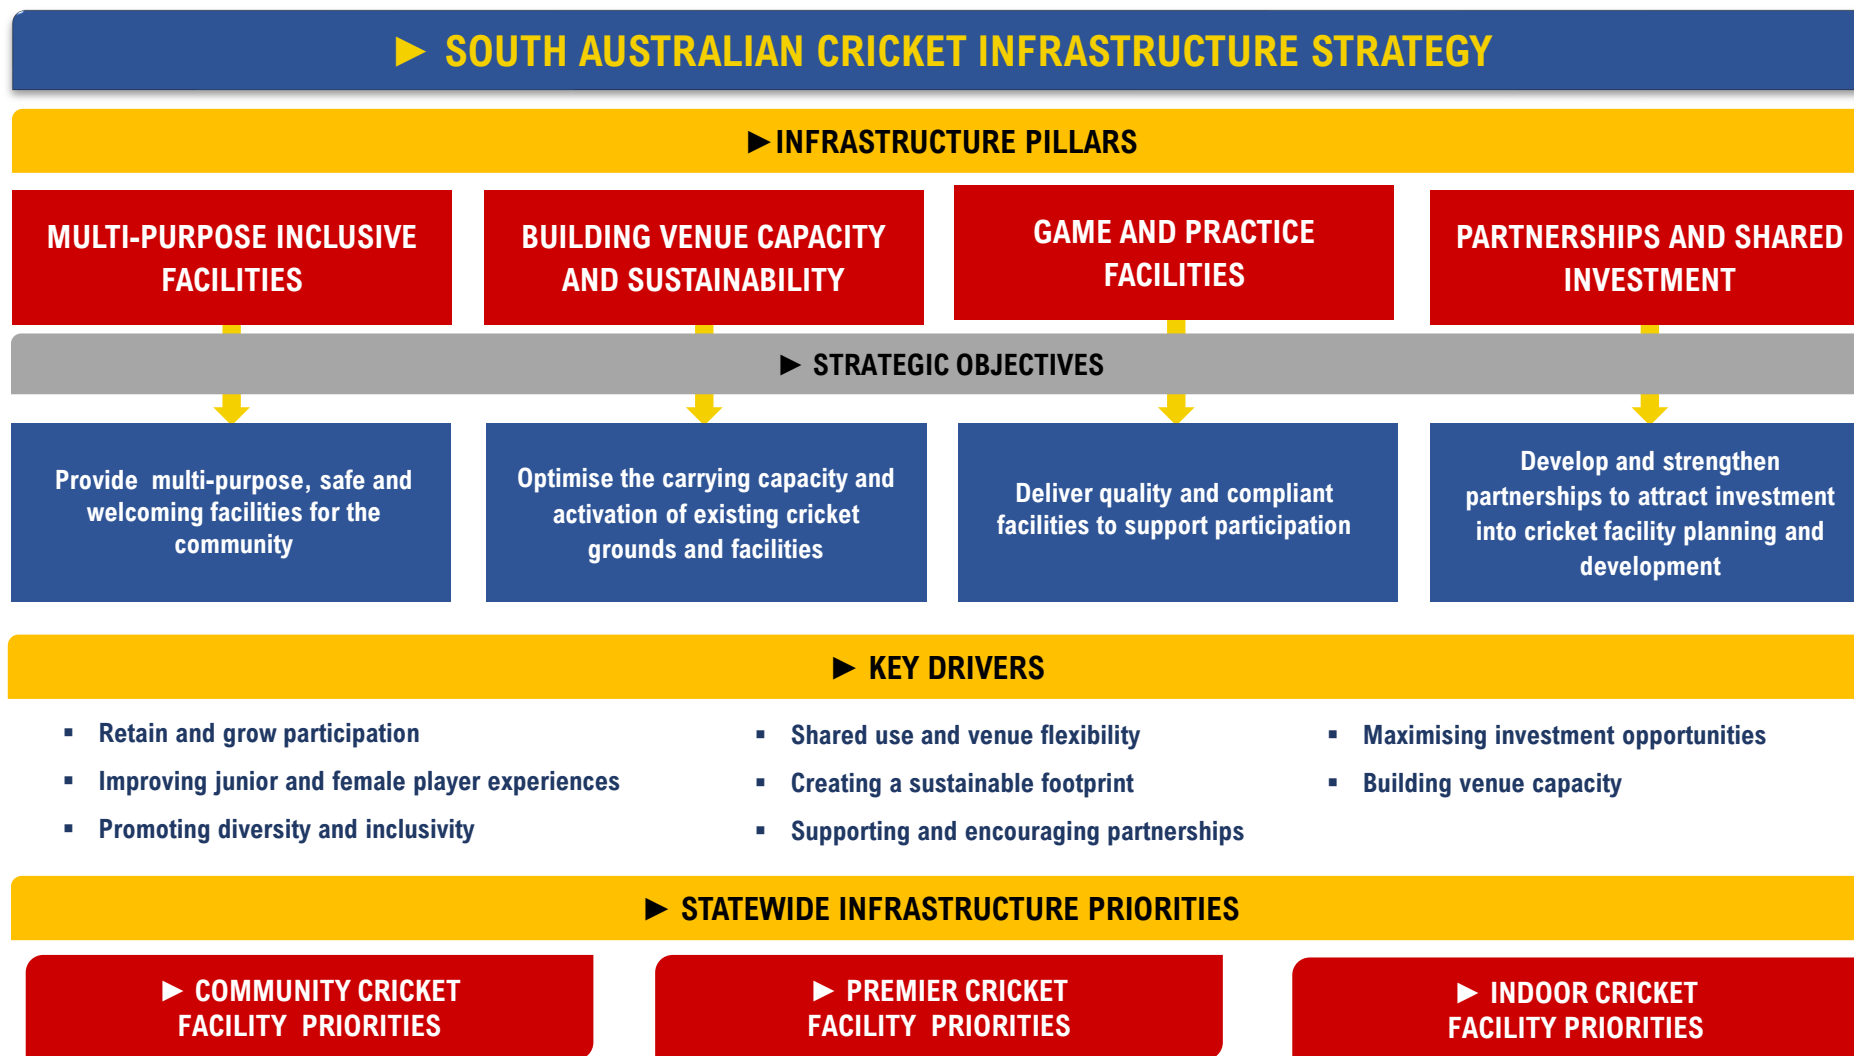 ► SOUTH AUSTRALIAN CRICKET INFRASTRUCTURE STRATEGY
►INFRASTRUCTURE PILLARS
MULTI-PURPOSE INCLUSIVE
FACILITIES
BUILDING VENUE CAPACITY
AND SUSTAINABILITY
GAME AND PRACTICE
FACILITIES
PARTNERSHIPS AND SHARED
INVESTMENT
► STRATEGIC OBJECTIVES
Provide multi-purpose, safe and
welcoming facilities for the
community
Optimise the carrying capacity and
activation of existing cricket
grounds and facilities
Deliver quality and compliant
facilities to support participation
Develop and strengthen
partnerships to attract investment
into cricket facility planning and
development
► KEY DRIVERS
▪ Retain and grow participation
▪ Improving junior and female player experiences
▪ Promoting diversity and inclusivity
▪ Shared use and venue flexibility
▪ Creating a sustainable footprint
▪ Supporting and encouraging partnerships
▪ Maximising investment opportunities
▪ Building venue capacity
► STATEWIDE INFRASTRUCTURE PRIORITIES
► COMMUNITY CRICKET
FACILITY PRIORITIES
► PREMIER CRICKET
FACILITY PRIORITIES
► INDOOR CRICKET
FACILITY PRIORITIES